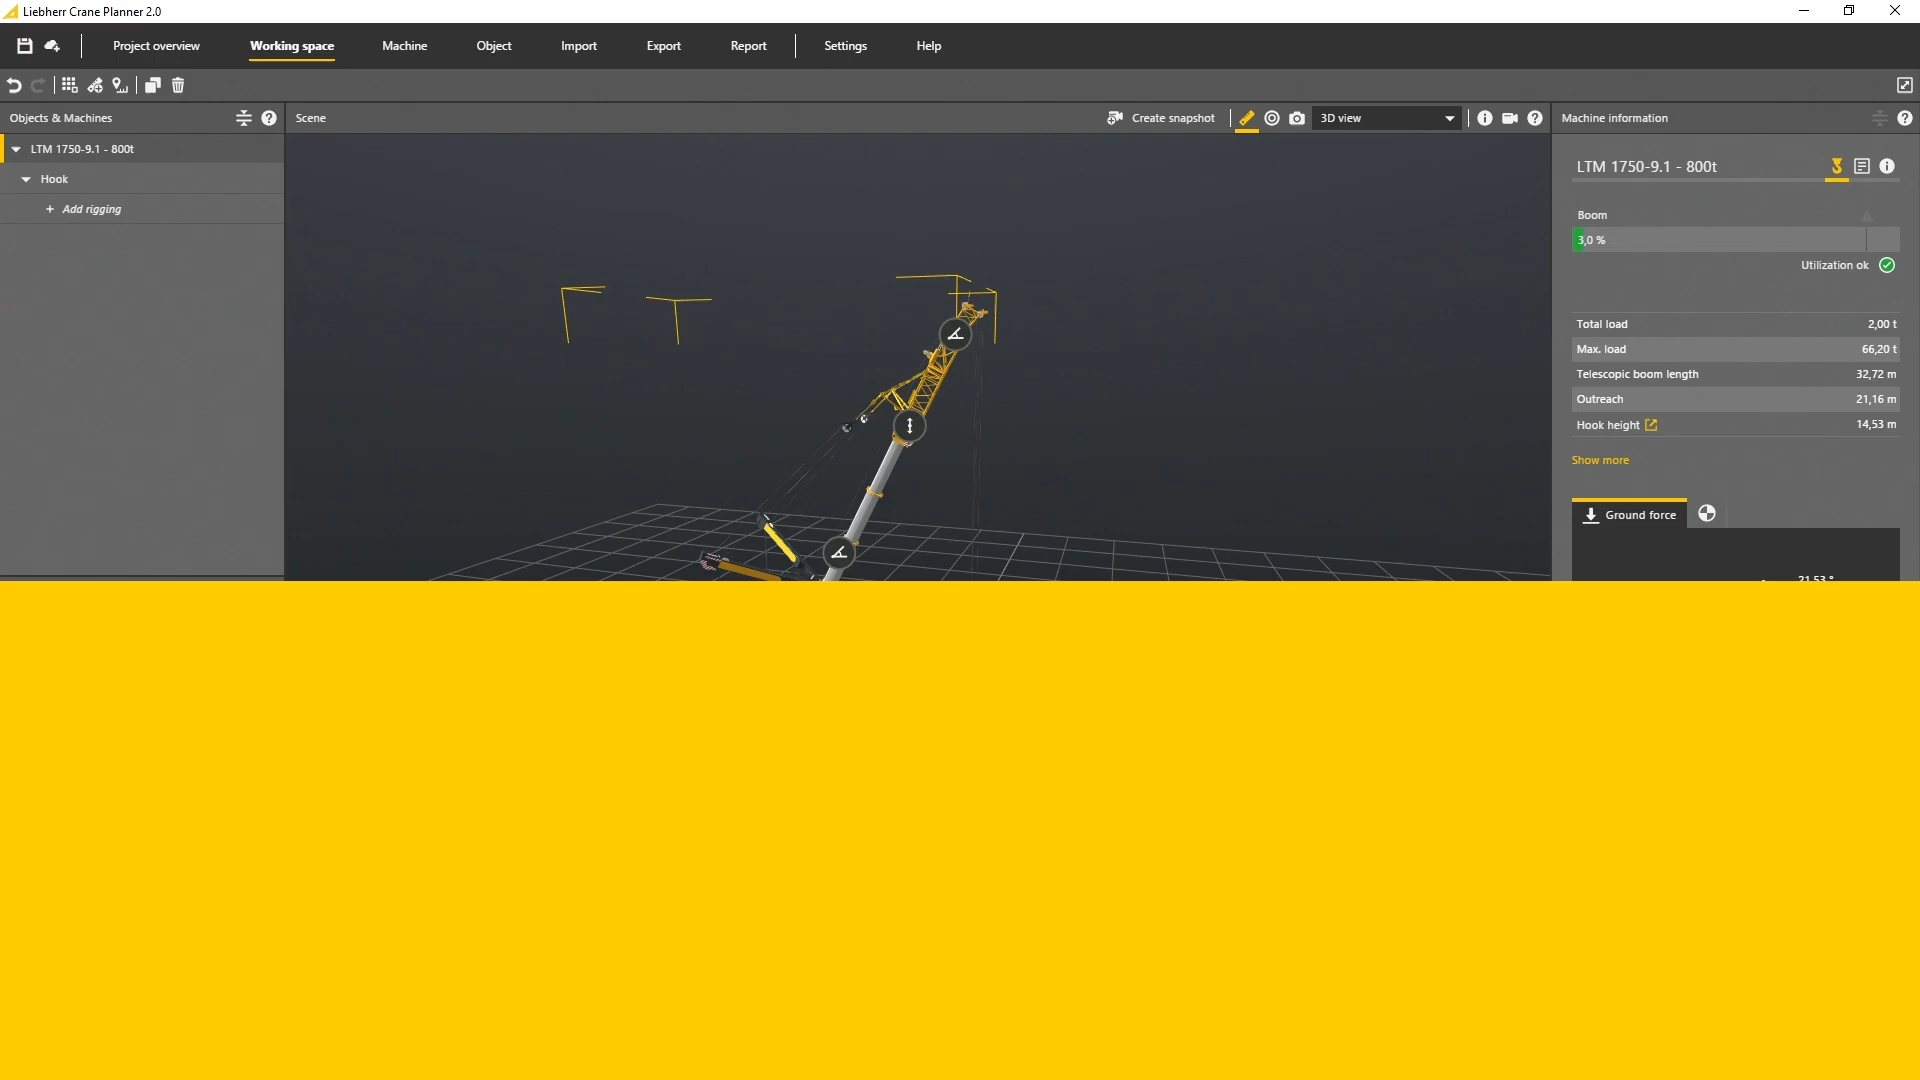 Liebherr Crane Planner 2.0
Project overview
Working space
Machine
Object
Import
Export
Report
Settings
Help
Objects & Machines
LTM 1750-9.1 - 800t
Hook
+ Add rigging
Scene
Create snapshot
3D view
Machine information
LTM 1750-9.1 - 800t
Boom
3,0 %
Utilization ok
Total load 2,00 t
Max. load 66,20 t
Telescopic boom length 32,72 m
Outreach 21,16 m
Hook height 14,53 m
Show more
Ground force
21,53 °